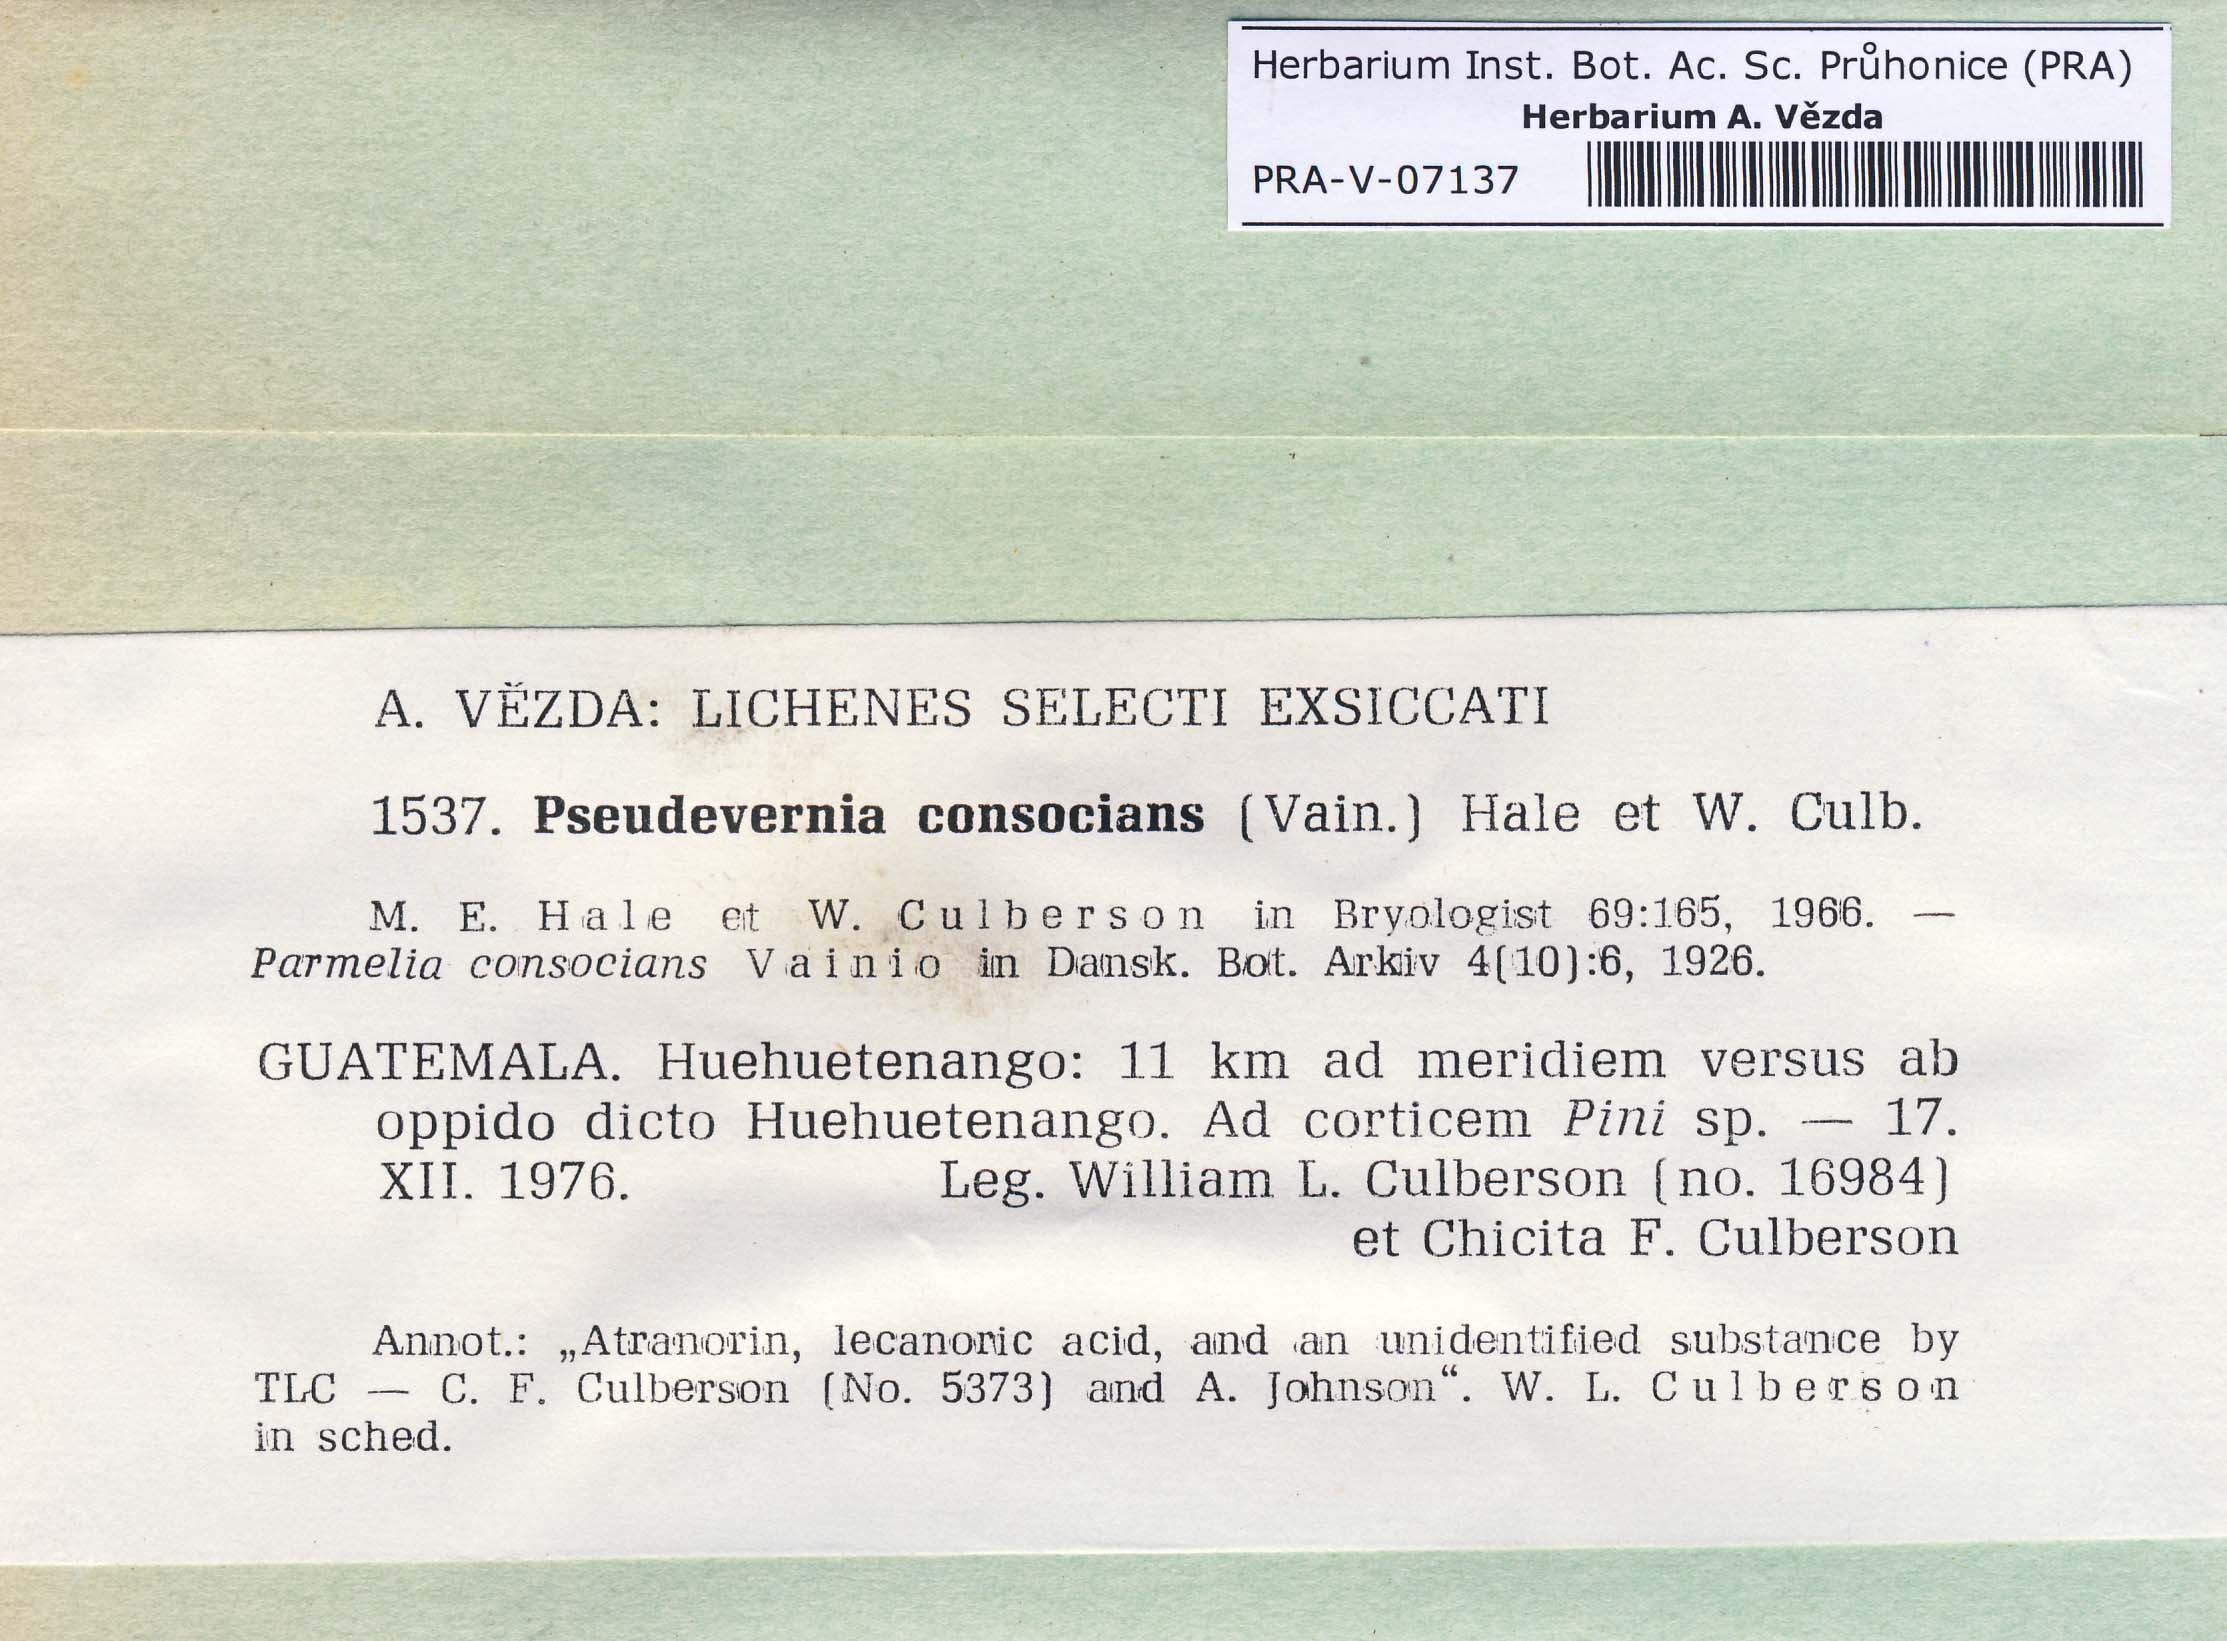 Herbarium Inst. Bot. Ac. Sc. Průhonice (PRA)
Herbarium A. Vězda
PRA-V-07137
A. VĚZDA: LICHENES SELECTI EXSICCATI
1537. Pseudevernia consocians (Vain.) Hale et W. Culb.
M. E. Hale et W. Culberson in Bryologist 69:165, 1966. —
Parmelia consocians Vainio in Dansk. Bot. Arkiv 4(10):6, 1926.
GUATEMALA. Huehuetenango: 11 km ad meridiem versus ab
oppido dicto Huehuetenango. Ad corticem Pini sp. — 17.
XII. 1976. Leg. William L. Culberson (no. 16984)
et Chicita F. Culberson
Annot.: „Atranorin, lecanoric acid, and an unidentified substance by
TLC — C. F. Culberson (No. 5373) and A. Johnson“. W. L. Culberson
in sched.